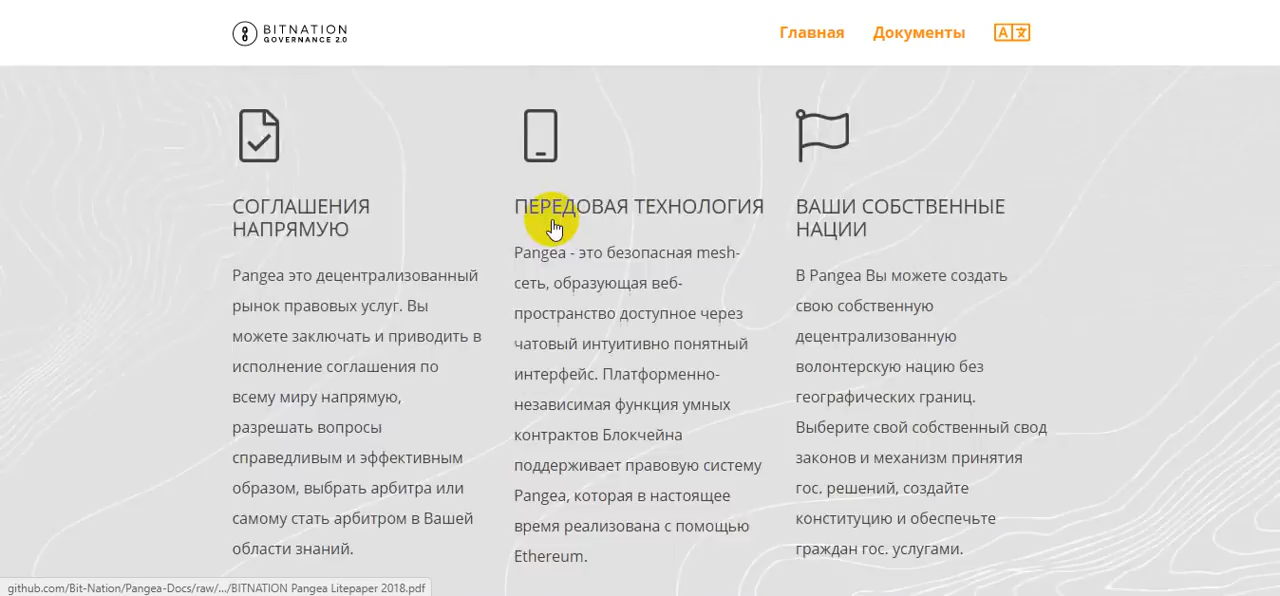 BITNATION
GOVERNANCE 2.0
Главная
Документы
A 文
СОГЛАШЕНИЯ
НАПРЯМУЮ
Pangea это децентрализованный
рынок правовых услуг. Вы
можете заключать и приводить в
исполнение соглашения по
всему миру напрямую,
разрешать вопросы
справедливым и эффективным
образом, выбрать арбитра или
самому стать арбитром в Вашей
области знаний.
ПЕРЕДОВАЯ ТЕХНОЛОГИЯ
Pangea - это безопасная mesh-
сеть, образующая веб-
пространство доступное через
чатовый интуитивно понятный
интерфейс. Платформенно-
независимая функция умных
контрактов Блокчейна
поддерживает правовую систему
Pangea, которая в настоящее
время реализована с помощью
Ethereum.
ВАШИ СОБСТВЕННЫЕ
НАЦИИ
В Pangea Вы можете создать
свою собственную
децентрализованную
волонтерскую нацию без
географических границ.
Выберите свой собственный свод
законов и механизм принятия
гос. решений, создайте
конституцию и обеспечьте
граждан гос. услугами.
github.com/Bit-Nation/Pangea-Docs/raw/.../BITNATION Pangea Litepaper 2018.pdf